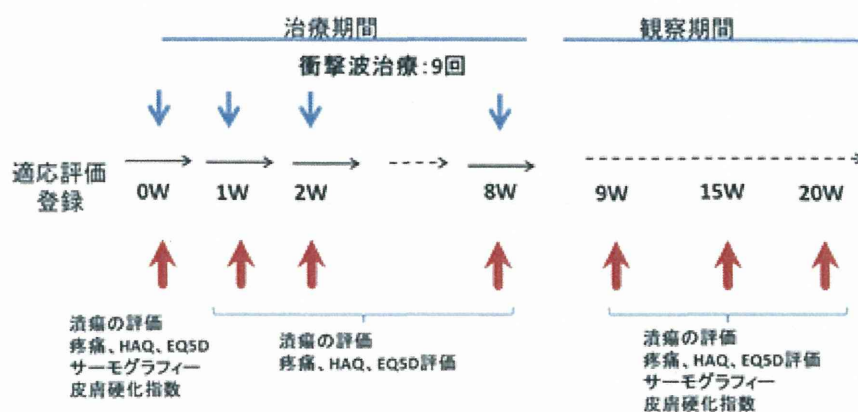 治療期間
観察期間
衝撃波治療:9回
適応評価
登録
0W
1W
2W
8W
9W
15W
20W
潰瘍の評価
疼痛、HAQ、EQ5D
サーモグラフィー
皮膚硬化指数
潰瘍の評価
疼痛、HAQ、EQ5D評価
潰瘍の評価
疼痛、HAQ、EQ5D評価
サーモグラフィー
皮膚硬化指数